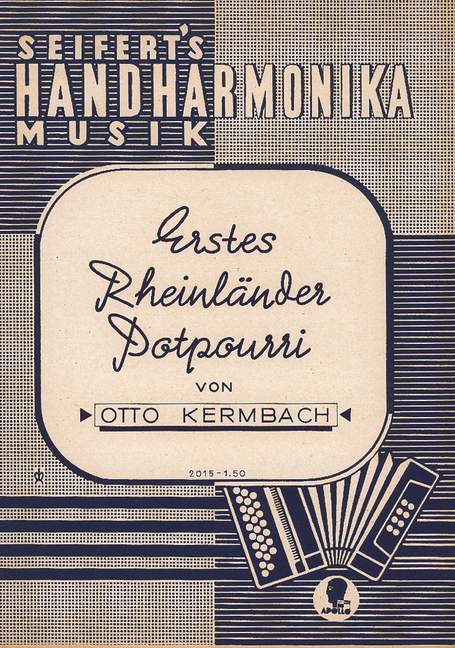 SEIFERT'S
HANDHARMONIKA
MUSIK
Erstes
Rheinländer
Potpourri
VON
OTTO KERMBACH
2015-1.50
APOLLO